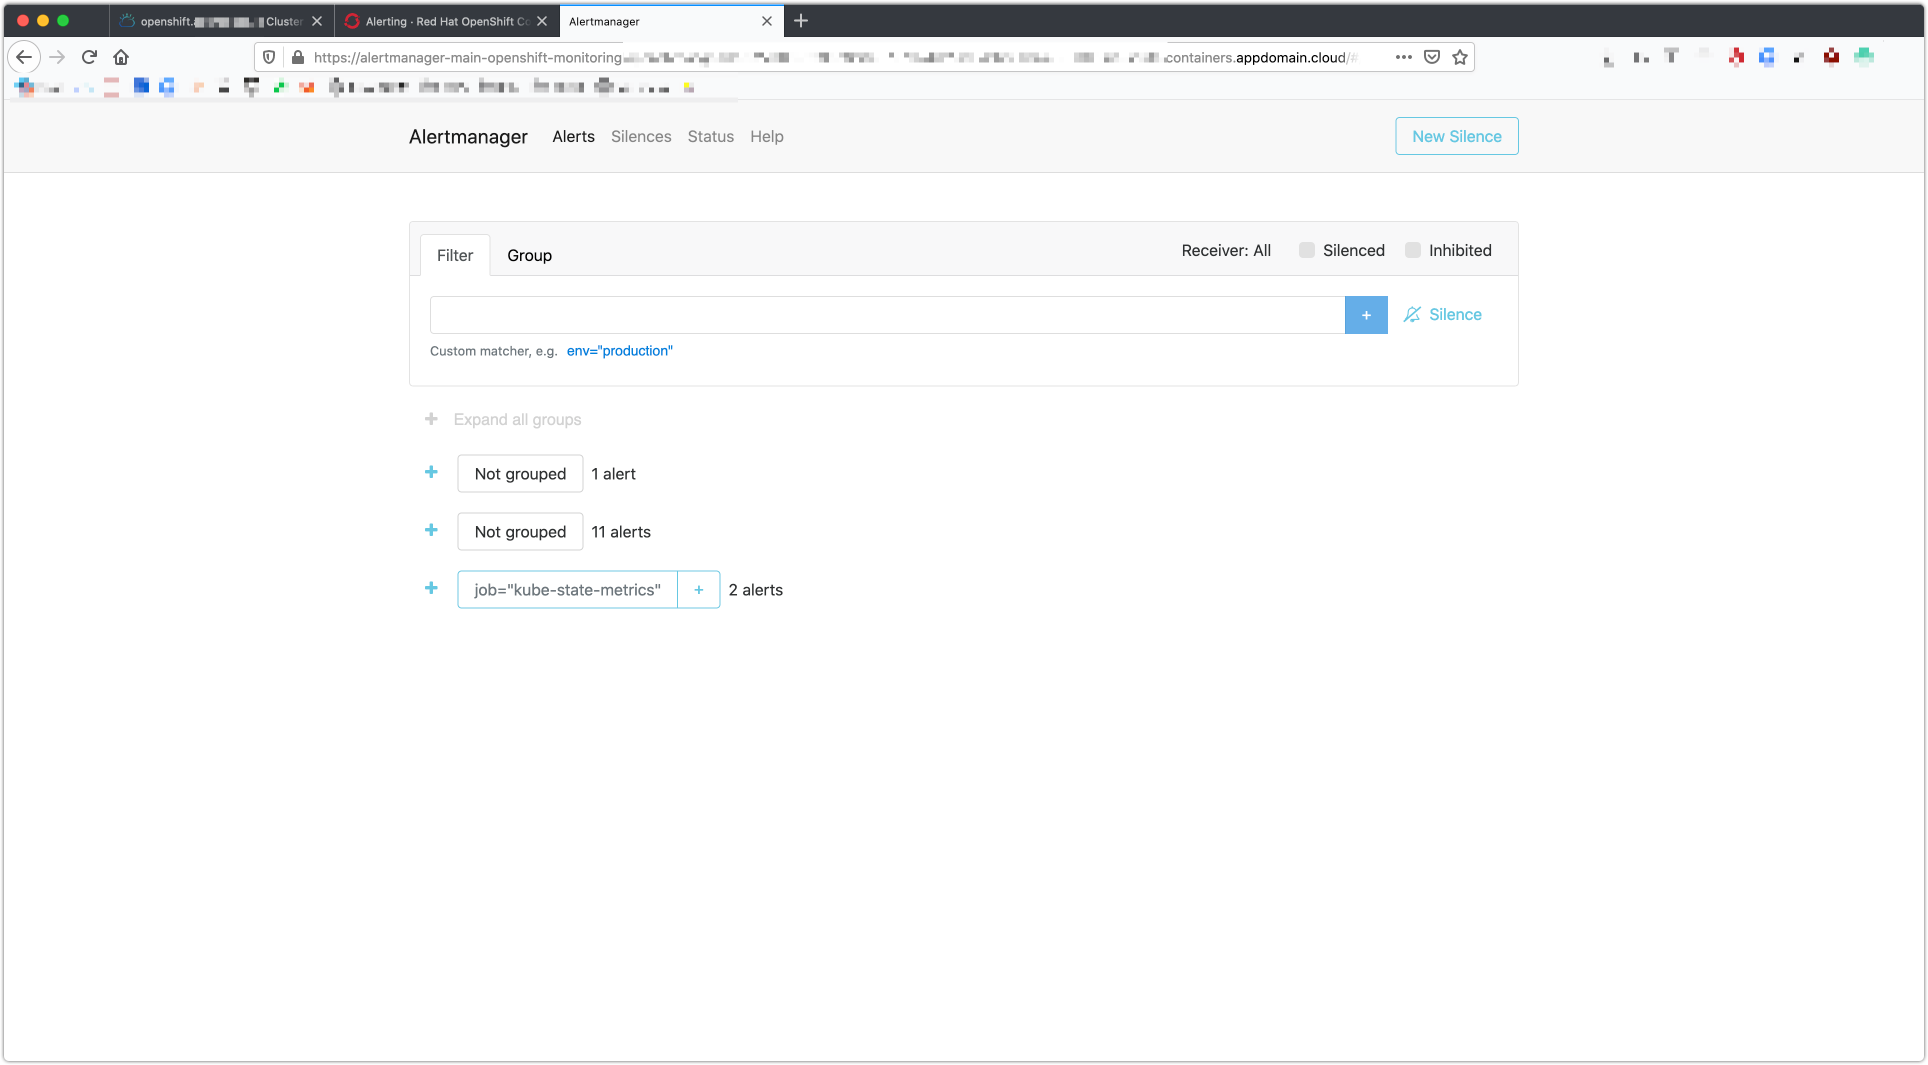 openshift. Cluster
Alerting · Red Hat OpenShift Co
Alertmanager
https://alertmanager-main-openshift-monitoring containers.appdomain.cloud/#
Alertmanager Alerts Silences Status Help New Silence
Filter Group Receiver: All Silenced Inhibited
+ Silence
Custom matcher, e.g. env="production"
+ Expand all groups
+ Not grouped 1 alert
+ Not grouped 11 alerts
+ job="kube-state-metrics" + 2 alerts